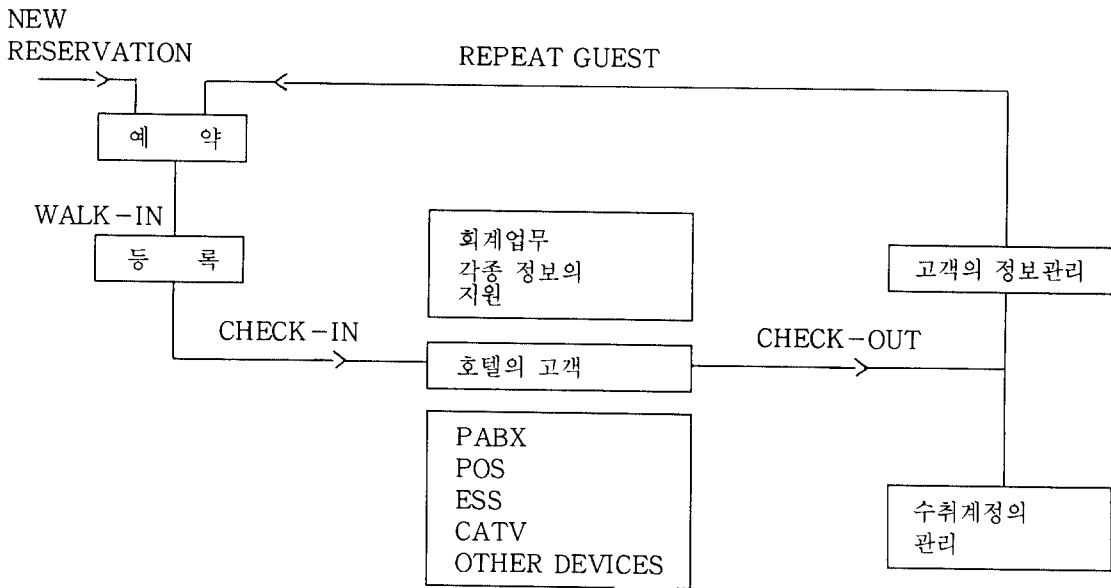 NEW
RESERVATION
REPEAT GUEST
예 약
WALK-IN
등 록
회계업무
각종 정보의
지원
고객의 정보관리
CHECK-IN
호텔의 고객
CHECK-OUT
PABX
POS
ESS
CATV
OTHER DEVICES
수취계정의
관리